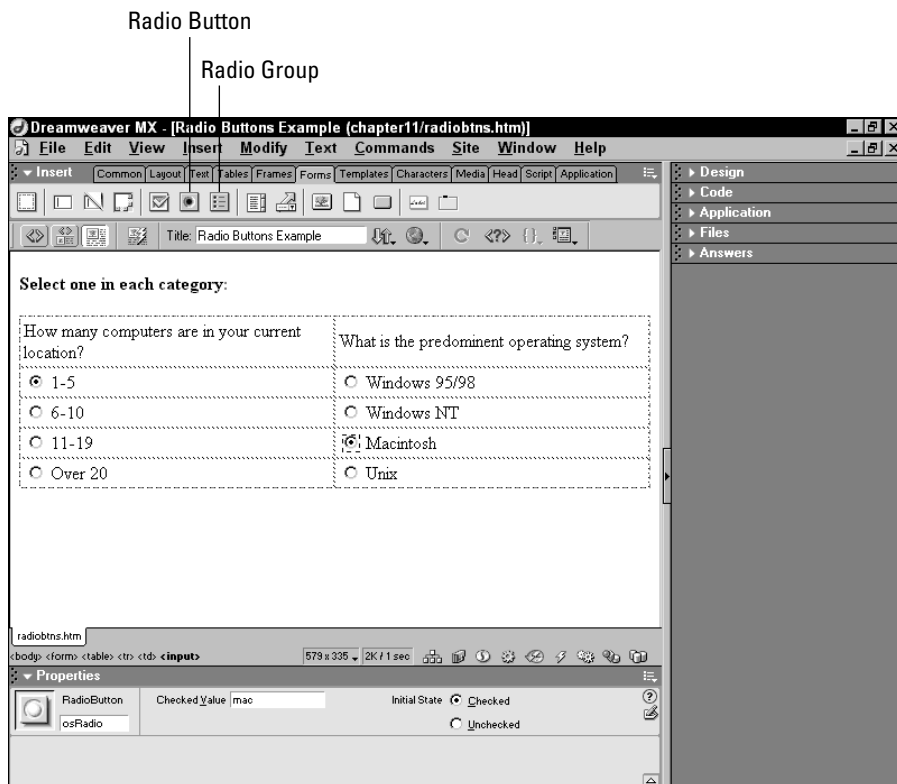 Radio Button
Radio Group
Dreamweaver MX - [Radio Buttons Example (chapter11/radiobtns.htm)]
File Edit View Insert Modify Text Commands Site Window Help
Insert Common Layout Text Tables Frames Forms Templates Characters Media Head Script Application
Title: Radio Buttons Example
Design
Code
Application
Files
Answers
Select one in each category:
How many computers are in your current
location?
What is the predominent operating system?
1-5 Windows 95/98
6-10 Windows NT
11-19 Macintosh
Over 20 Unix
radiobtns.htm
<body> <form> <table> <tr> <td> <input> 579 x 335 2K / 1 sec
Properties
RadioButton Checked Value mac Initial State Checked
osRadio Unchecked